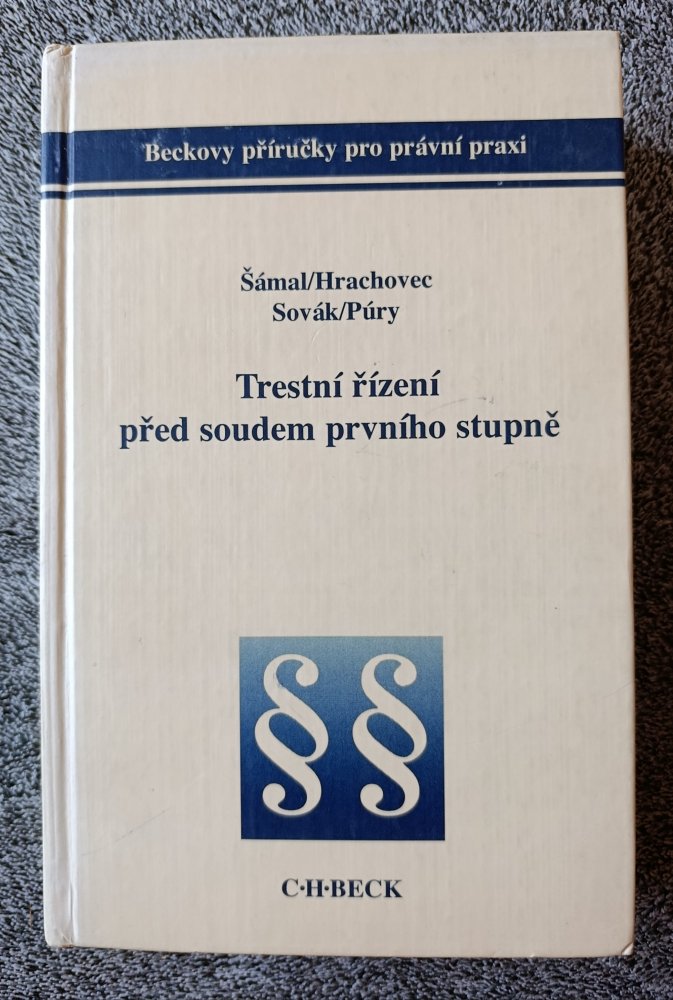 Beckovy příručky pro právní praxi
Šámal/Hrachovec
Sovák/Púry
Trestní řízení
před soudem prvního stupně
§§
C·H·BECK